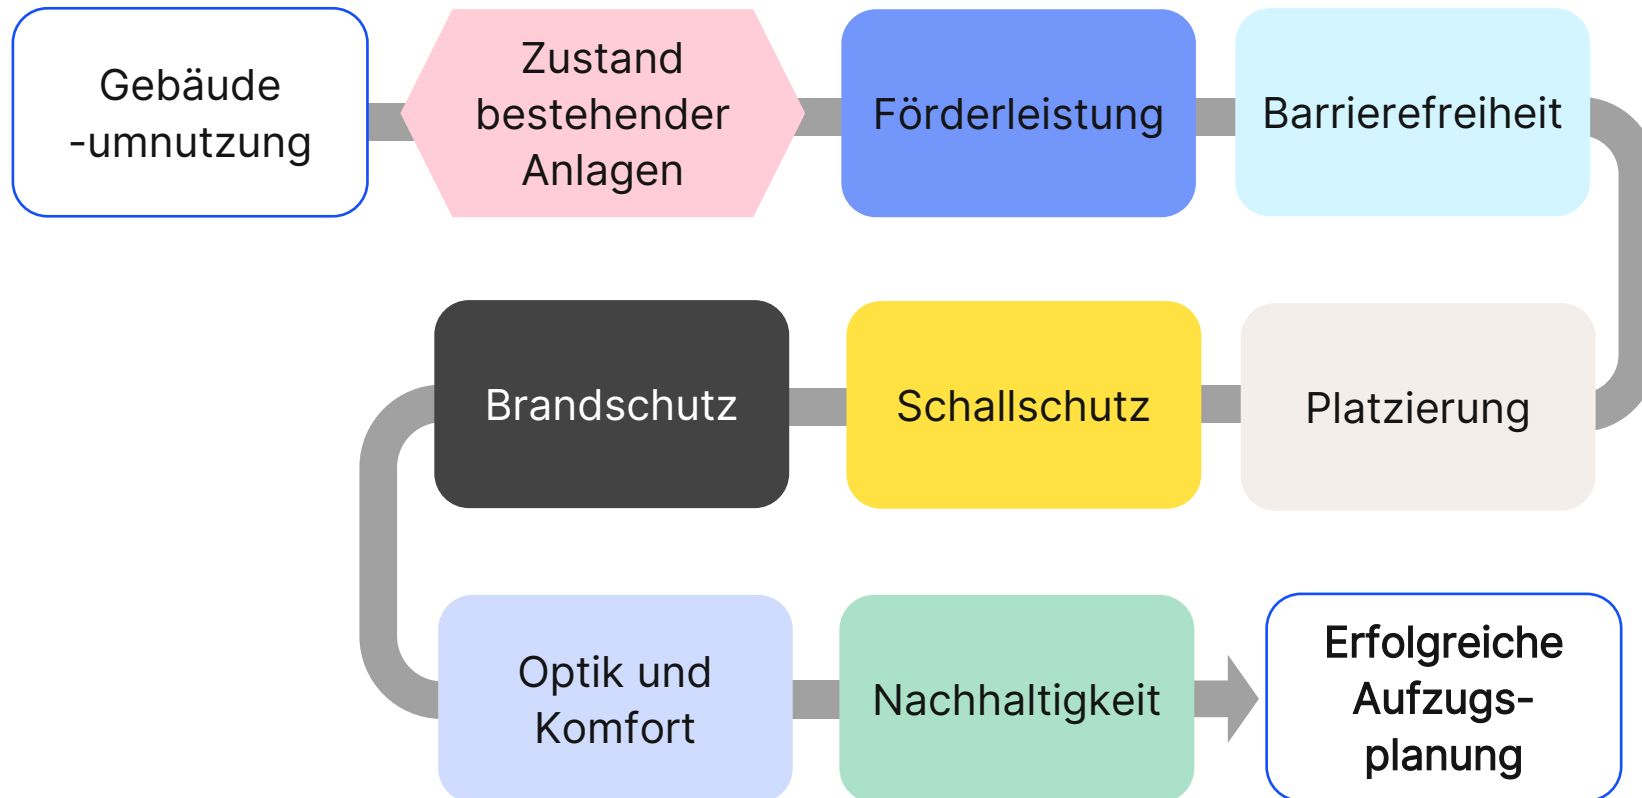 Gebäude
-umnutzung
Zustand
bestehender
Anlagen
Förderleistung
Barrierefreiheit
Brandschutz
Schallschutz
Platzierung
Optik und
Komfort
Nachhaltigkeit
Erfolgreiche
Aufzugs-
planung